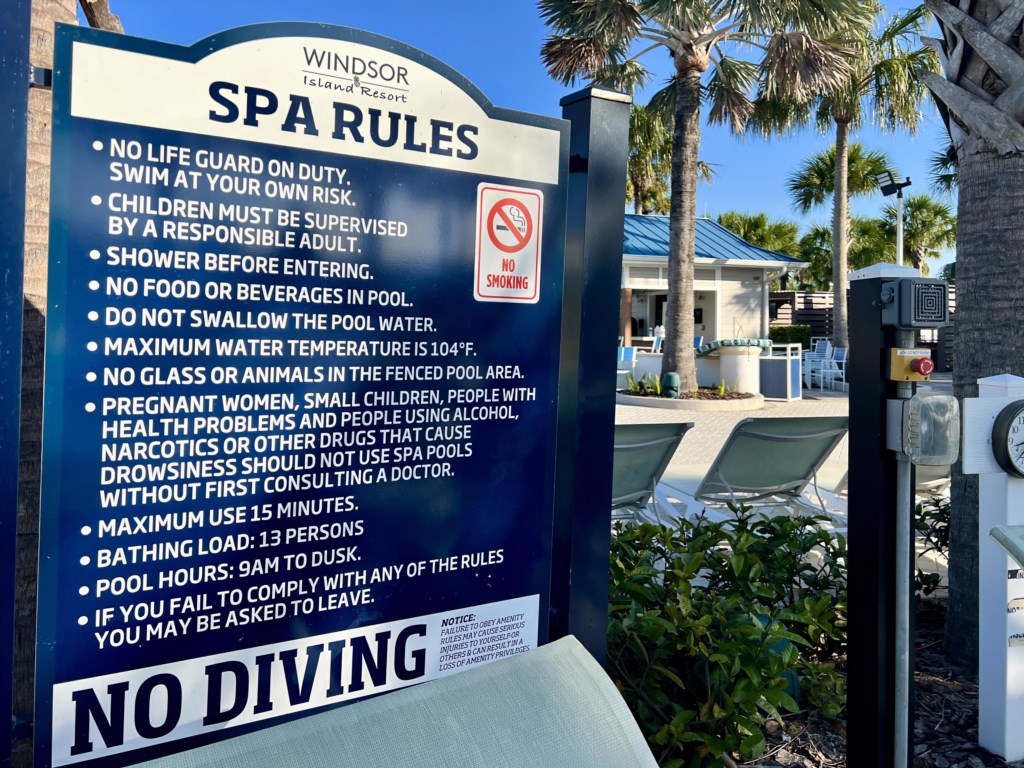 WINDSOR
Island Resort
SPA RULES
• NO LIFE GUARD ON DUTY.
SWIM AT YOUR OWN RISK.
• CHILDREN MUST BE SUPERVISED
BY A RESPONSIBLE ADULT.
• SHOWER BEFORE ENTERING.
• NO FOOD OR BEVERAGES IN POOL.
• DO NOT SWALLOW THE POOL WATER.
• MAXIMUM WATER TEMPERATURE IS 104°F.
• NO GLASS OR ANIMALS IN THE FENCED POOL AREA.
• PREGNANT WOMEN, SMALL CHILDREN, PEOPLE WITH
HEALTH PROBLEMS AND PEOPLE USING ALCOHOL,
NARCOTICS OR OTHER DRUGS THAT CAUSE
DROWSINESS SHOULD NOT USE SPA POOLS
WITHOUT FIRST CONSULTING A DOCTOR.
• MAXIMUM USE 15 MINUTES.
• BATHING LOAD: 13 PERSONS
• POOL HOURS: 9AM TO DUSK.
• IF YOU FAIL TO COMPLY WITH ANY OF THE RULES
YOU MAY BE ASKED TO LEAVE.
NO
SMOKING
NO DIVING
NOTICE:
FAILURE TO OBEY AMENITY
RULES MAY CAUSE SERIOUS
INJURIES TO YOURSELF OR
OTHERS & CAN RESULT IN A
LOSS OF AMENITY PRIVILEGES